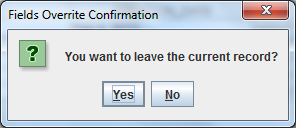 Fields Overrite Confirmation
You want to leave the current record?
Yes No